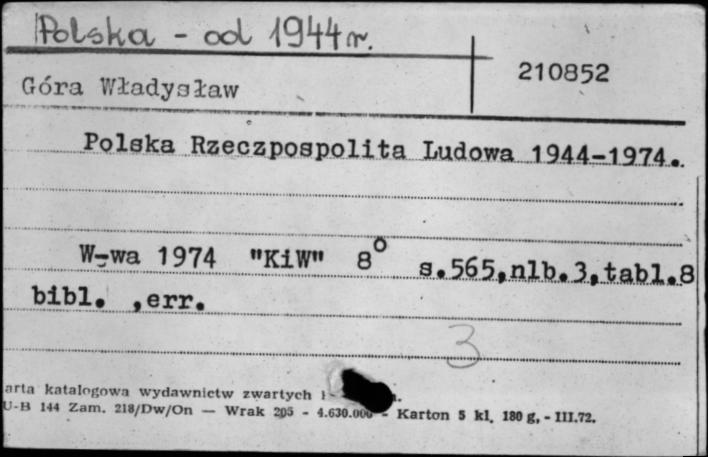 Polska - od 1944 r.
210852
Góra Władysław
Polska Rzeczpospolita Ludowa 1944-1974.
W-wa 1974 "KiW" 8° s.565,nlb.3,tabl.8
bibl. ,err.
3
arta katalogowa wydawnictw zwartych
U-B 144 Zam. 218/Dw/On — Wrak 205 - 4.630.000 - Karton 5 kl. 180 g, - III.72.